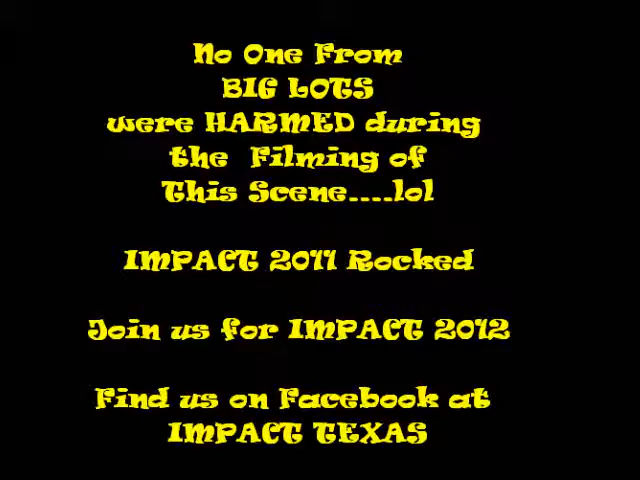 No One From
BIG LOTS
were HARMED during
the Filming of
This Scene....lol
IMPACT 2011 Rocked
Join us for IMPACT 2012
Find us on Facebook at
IMPACT TEXAS